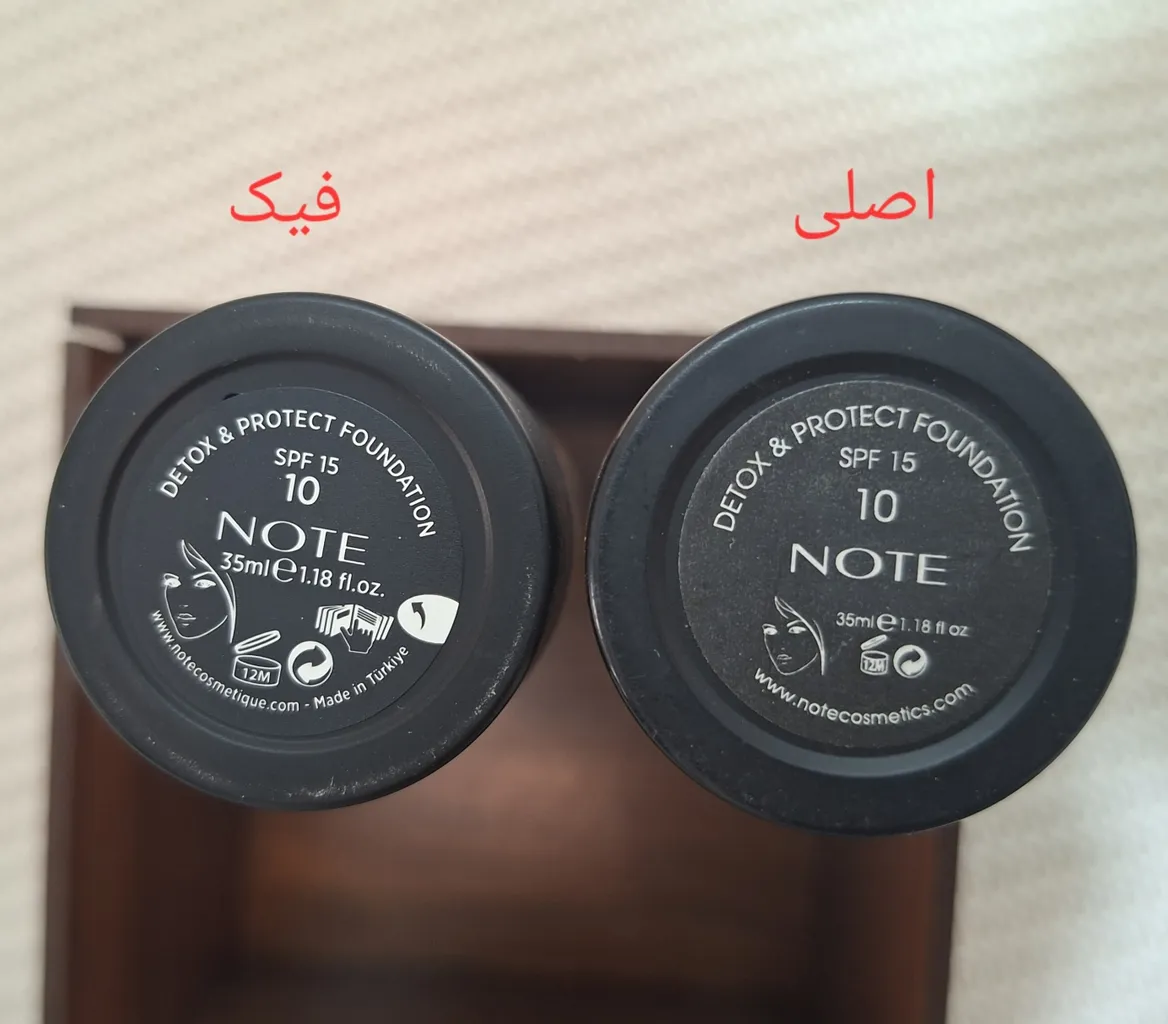 اصلی
فیک
DETOX & PROTECT FOUNDATION
SPF 15
10
NOTE
35ml℮1.18 fl.oz.
12M
www.notecosmetique.com - Made in Türkiye
DETOX & PROTECT FOUNDATION
SPF 15
10
NOTE
35ml℮1.18 fl oz
12M
www.notecosmetics.com